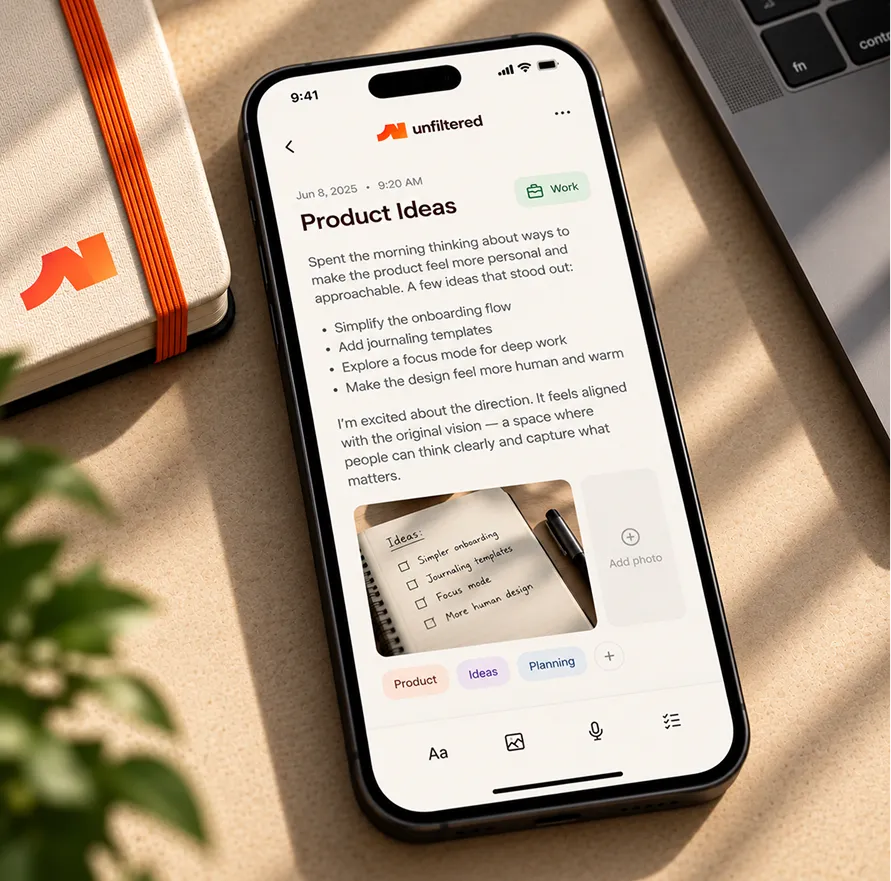 fn
contr
9:41
unfiltered
Jun 8, 2025 • 9:20 AM
Work
Product Ideas
Spent the morning thinking about ways to
make the product feel more personal and
approachable. A few ideas that stood out:
• Simplify the onboarding flow
• Add journaling templates
• Explore a focus mode for deep work
• Make the design feel more human and warm
I'm excited about the direction. It feels aligned
with the original vision — a space where
people can think clearly and capture what
matters.
Ideas:
Simpler onboarding
Journaling templates
Focus mode
More human design
Add photo
Product
Ideas
Planning
Aa